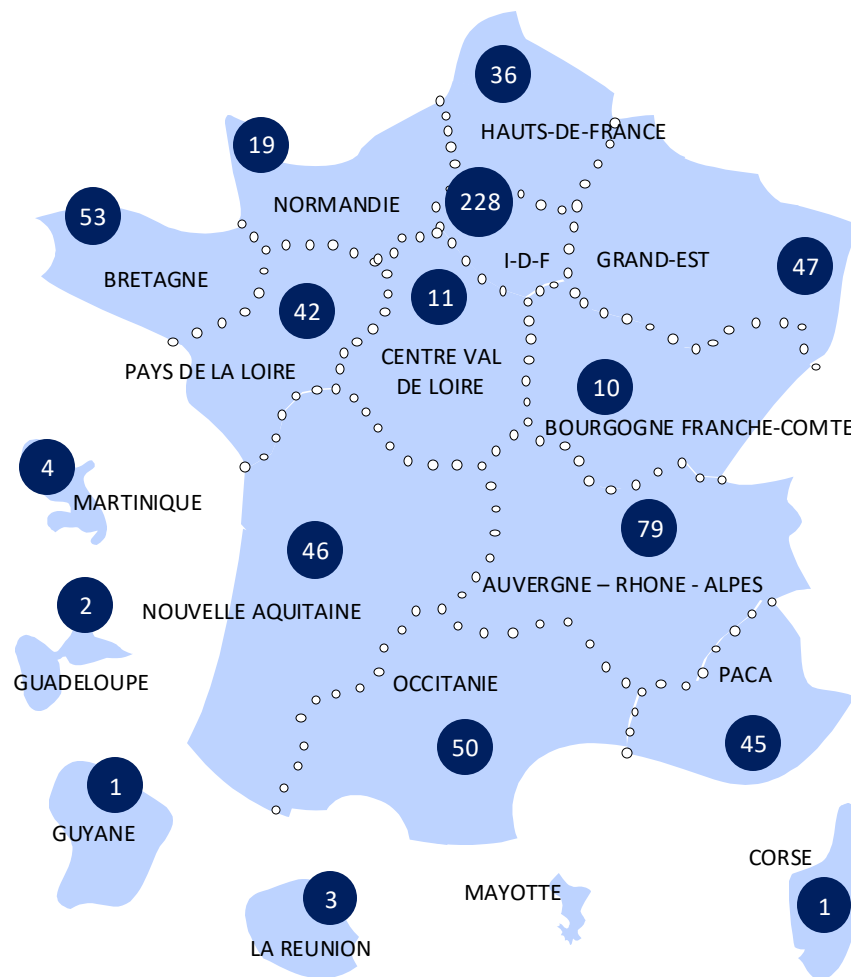 36
HAUTS-DE-FRANCE
19
NORMANDIE
228
53
I-D-F
GRAND-EST
47
BRETAGNE
42
11
PAYS DE LA LOIRE
CENTRE VAL
DE LOIRE
10
BOURGOGNE FRANCHE-COMTE
4
MARTINIQUE
79
46
AUVERGNE – RHONE - ALPES
2
NOUVELLE AQUITAINE
GUADELOUPE
OCCITANIE
PACA
50
45
1
GUYANE
CORSE
3
MAYOTTE
1
LA REUNION